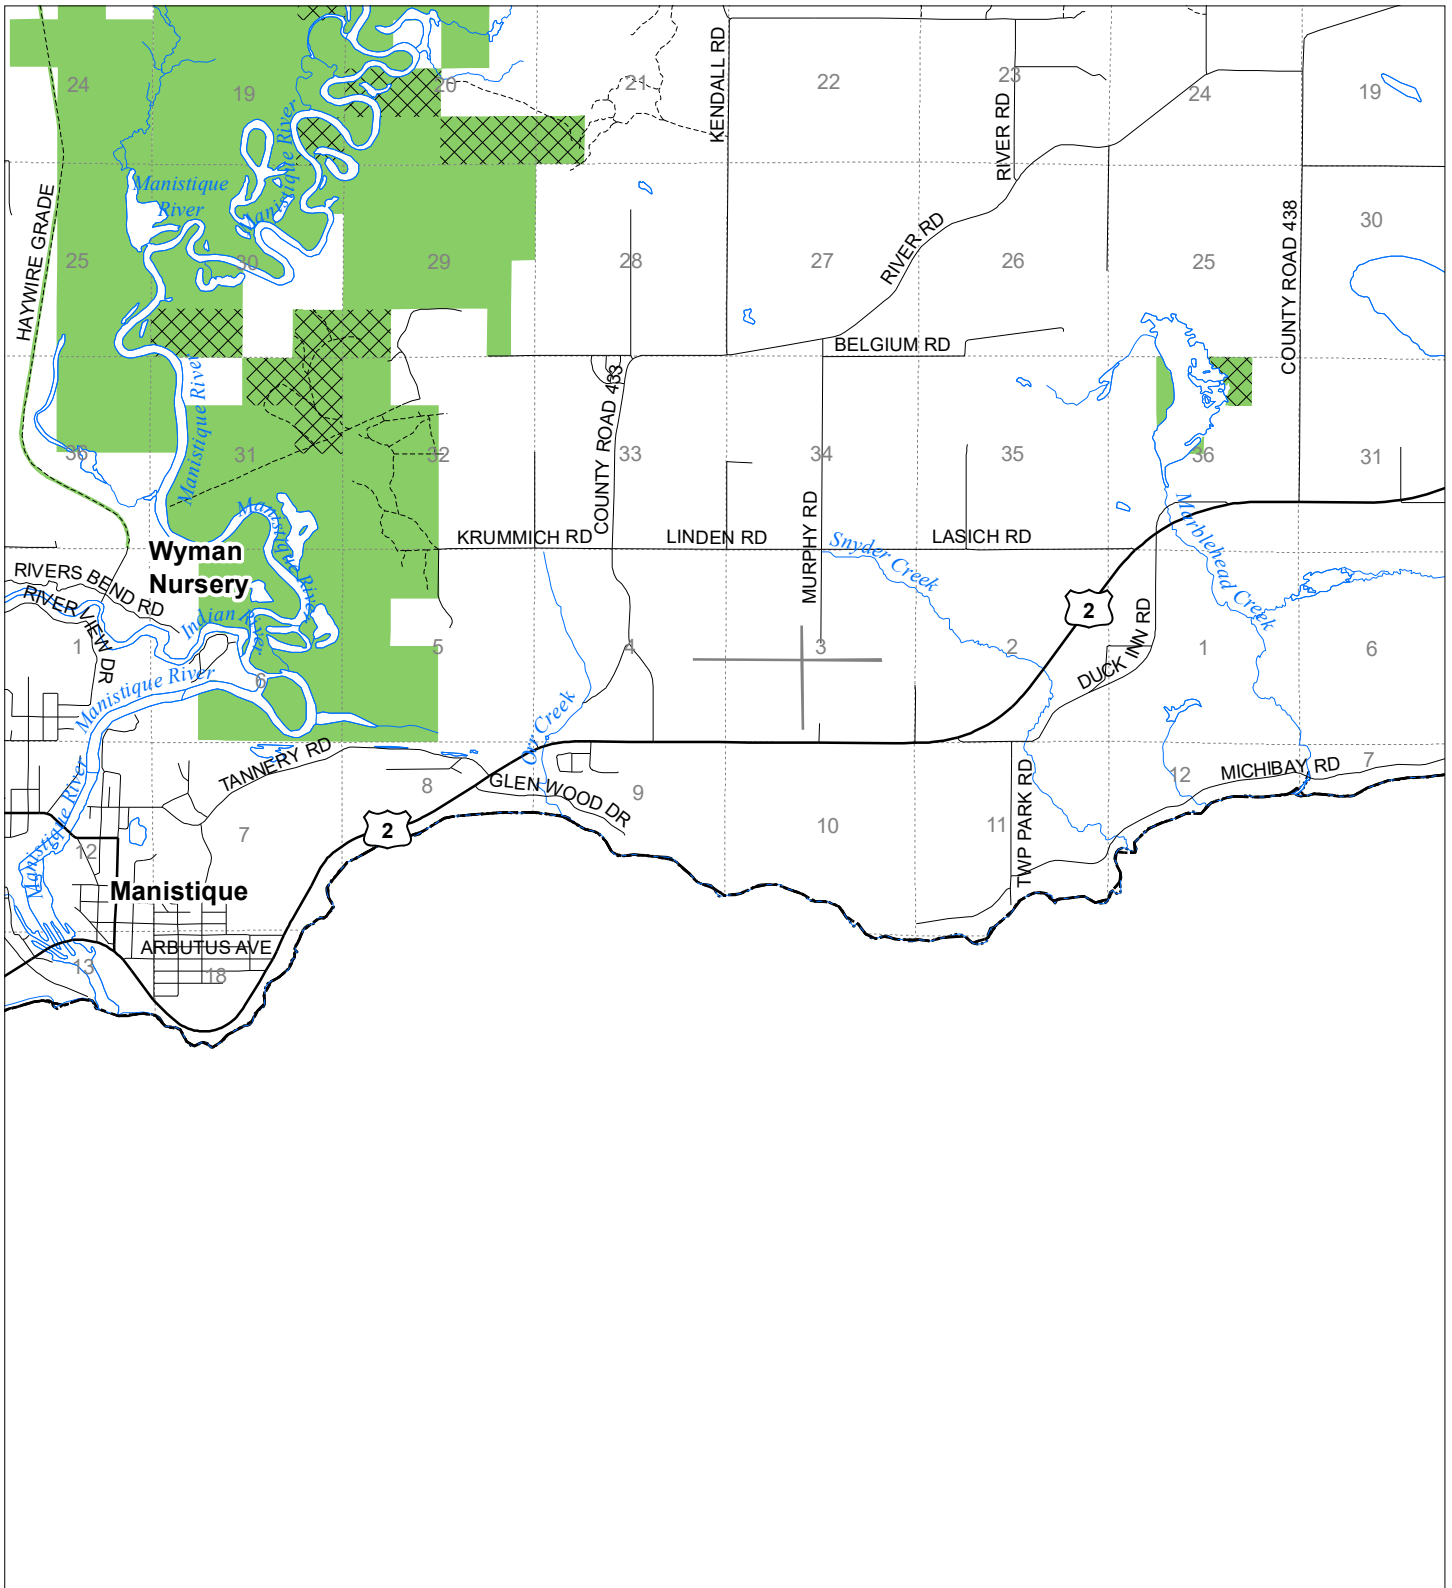 24
19
20
21
22
23
24
19
KENDALL RD
RIVER RD
Manistique River
Manistique
River
HAYWIRE GRADE
25
30
29
28
27
RIVER RD
26
25
30
COUNTY ROAD 438
BELGIUM RD
Manistique River
36
31
32
33
34
35
36
31
COUNTY ROAD 433
MURPHY RD
Manistique River
KRUMMICH RD
LINDEN RD
LASICH RD
Snyder Creek
Marblehead Creek
Wyman
Nursery
RIVERS BEND RD
RIVER VIEW DR
Indian River
2
1
6
5
4
3
2
1
6
DUCK INN RD
Manistique River
Orr Creek
TANNERY RD
GLEN WOOD DR
8
9
10
11
12
7
TWP PARK RD
MICHIBAY RD
Manistique River
2
12
7
Manistique
ARBUTUS AVE
13
18